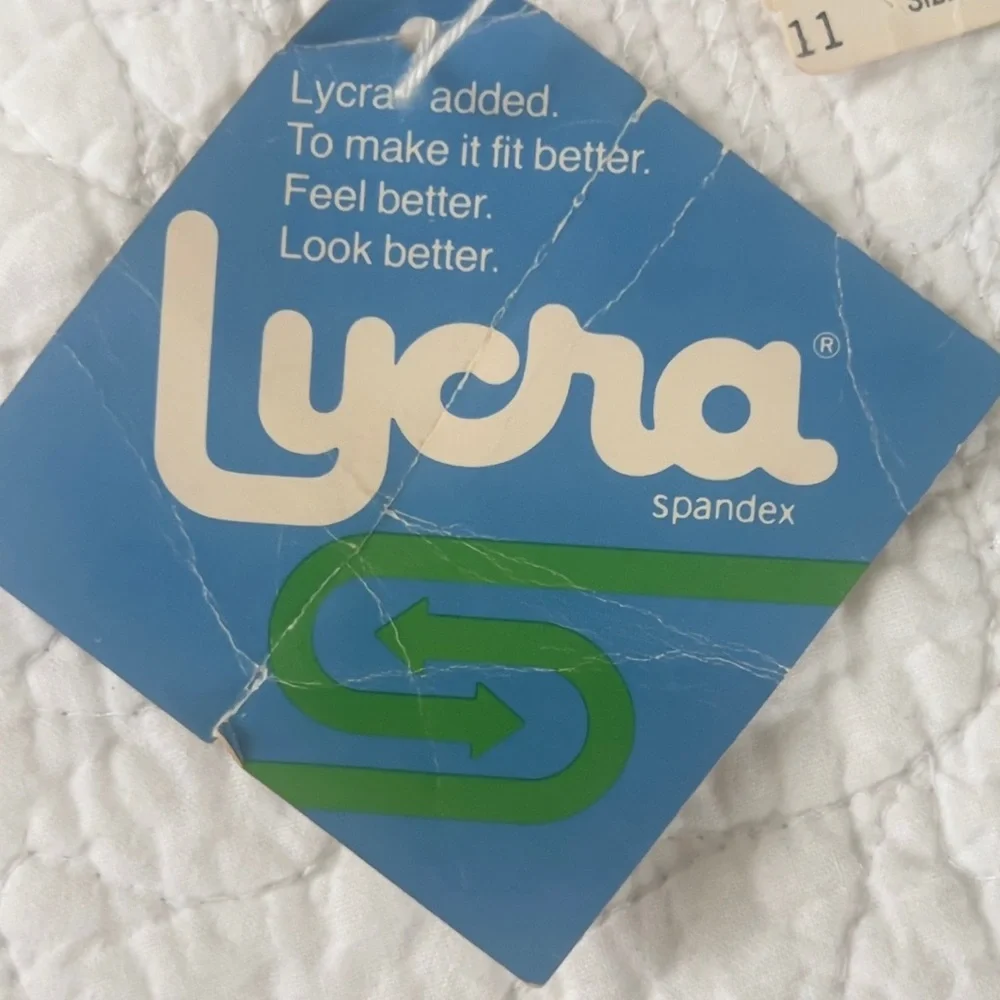 11
Lycra® added.
To make it fit better.
Feel better.
Look better.
Lycra®
spandex